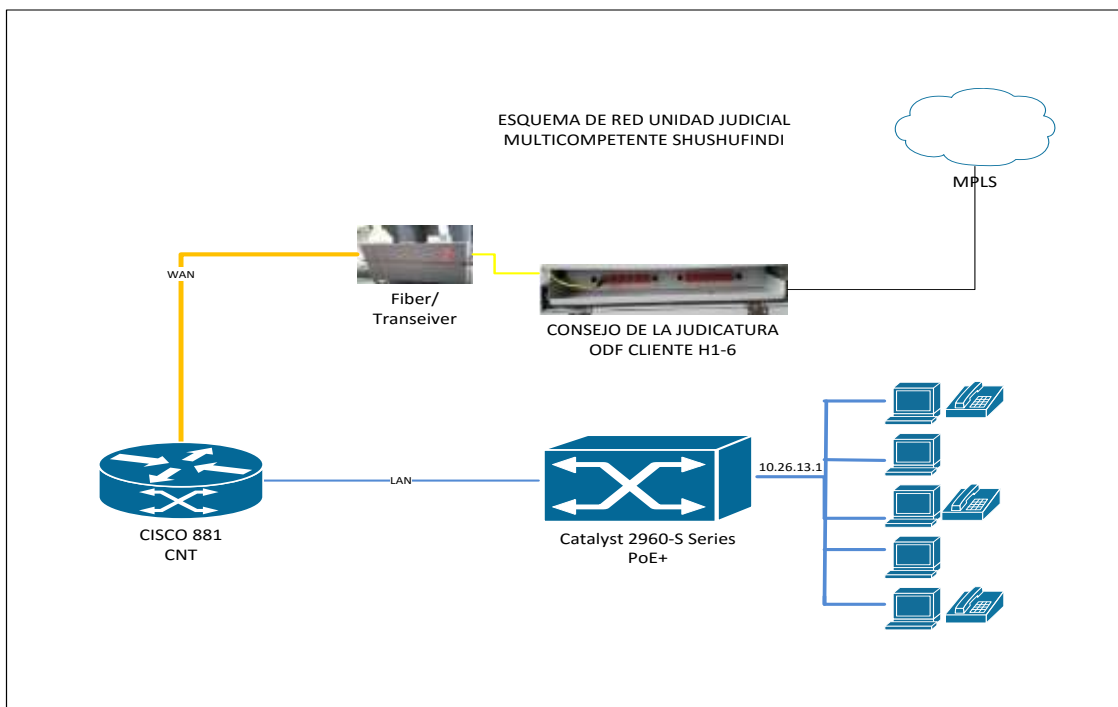 ESQUEMA DE RED UNIDAD JUDICIAL
MULTICOMPETENTE SHUSHUFINDI
MPLS
WAN
Fiber/
Transeiver
CONSEJO DE LA JUDICATURA
ODF CLIENTE H1-6
10.26.13.1
LAN
CISCO 881
CNT
Catalyst 2960-S Series
PoE+